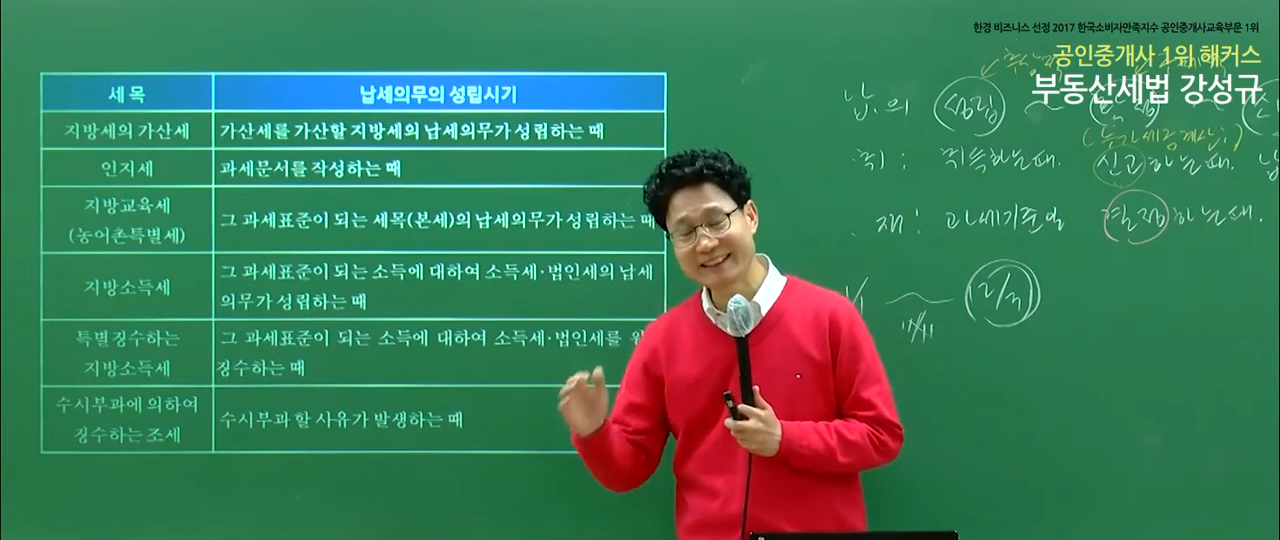 한경 비즈니스 선정 2017 한국소비자만족지수 공인중개사교육부문 1위
공인중개사 1위 해커스
부동산세법 강성규
세 목 납세의무의 성립시기
지방세의 가산세 가산세를 가산할 지방세의 납세의무가 성립하는 때
인지세 과세문서를 작성하는 때
지방교육세
(농어촌특별세)
그 과세표준이 되는 세목(본세)의 납세의무가 성립하는 때
지방소득세
그 과세표준이 되는 소득에 대하여 소득세·법인세의 납세
의무가 성립하는 때
특별징수하는
지방소득세
그 과세표준이 되는 소득에 대하여 소득세·법인세를 원
징수하는 때
수시부과에 의하여
징수하는 조세
수시부과 할 사유가 발생하는 때
납.의 성립 ~
취 : 취득하는때. 신고하는때. 납
재 : 과세기준일 결정하는때.